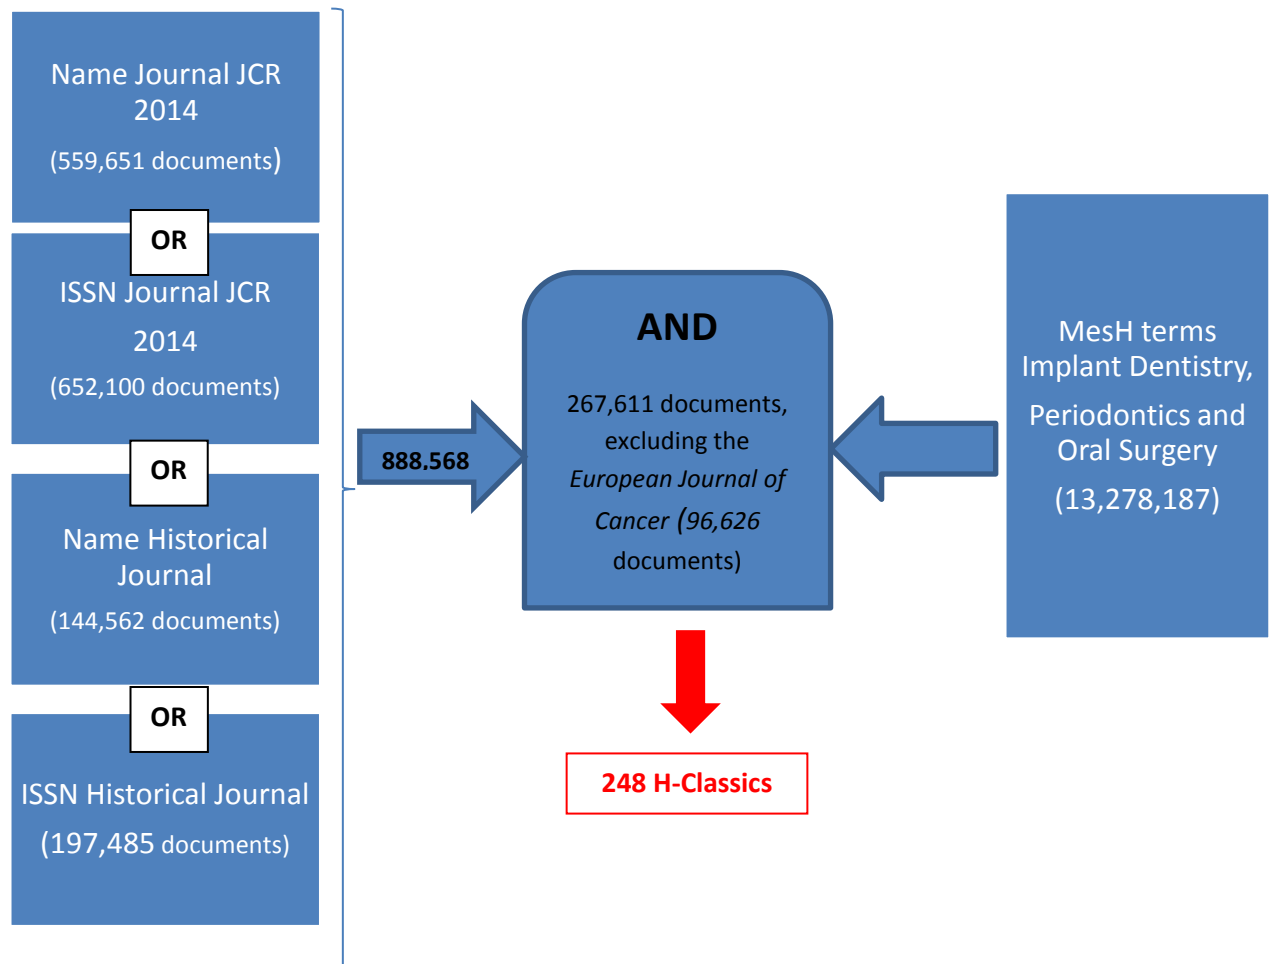 Name Journal JCR
2014
(559,651 documents)
OR
ISSN Journal JCR
2014
(652,100 documents)
OR
Name Historical
Journal
(144,562 documents)
OR
ISSN Historical Journal
(197,485 documents)
888,568
AND
267,611 documents,
excluding the
European Journal of
Cancer (96,626
documents)
248 H-Classics
MesH terms
Implant Dentistry,
Periodontics and
Oral Surgery
(13,278,187)